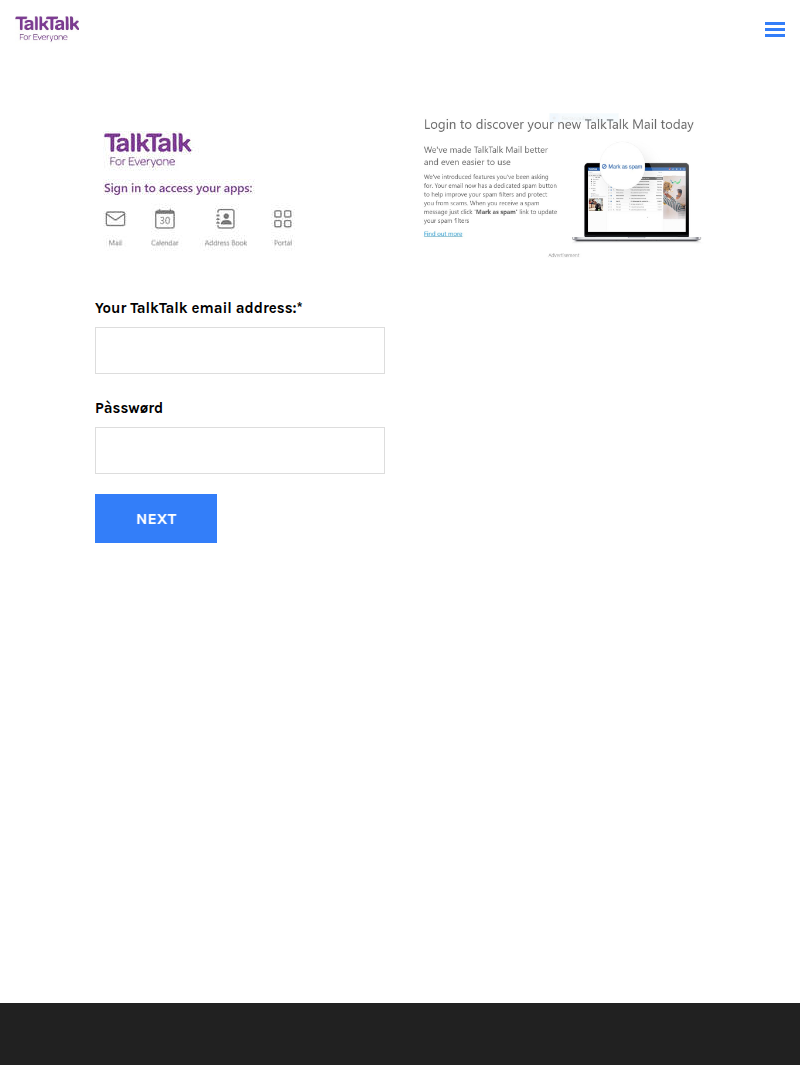 TalkTalk
For Everyone
TalkTalk
For Everyone
Sign in to access your apps:
30
Mail
Calendar
Address Book
Portal
Login to discover your new TalkTalk Mail today
We've made TalkTalk Mail better
and even easier to use
We've introduced features you've been asking
for. Your email now has a dedicated spam button
to help improve your spam filters and protect
you from scams. When you receive a spam
message just click 'Mark as spam' link to update
your spam filters
Find out more
Mark as spam
Advertisement
Your TalkTalk email address:*
Pàsswørd
NEXT